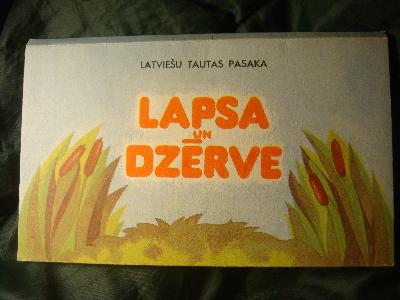 LATVIEŠU TAUTAS PASAKA
LAPSA
UN
DZĒRVE